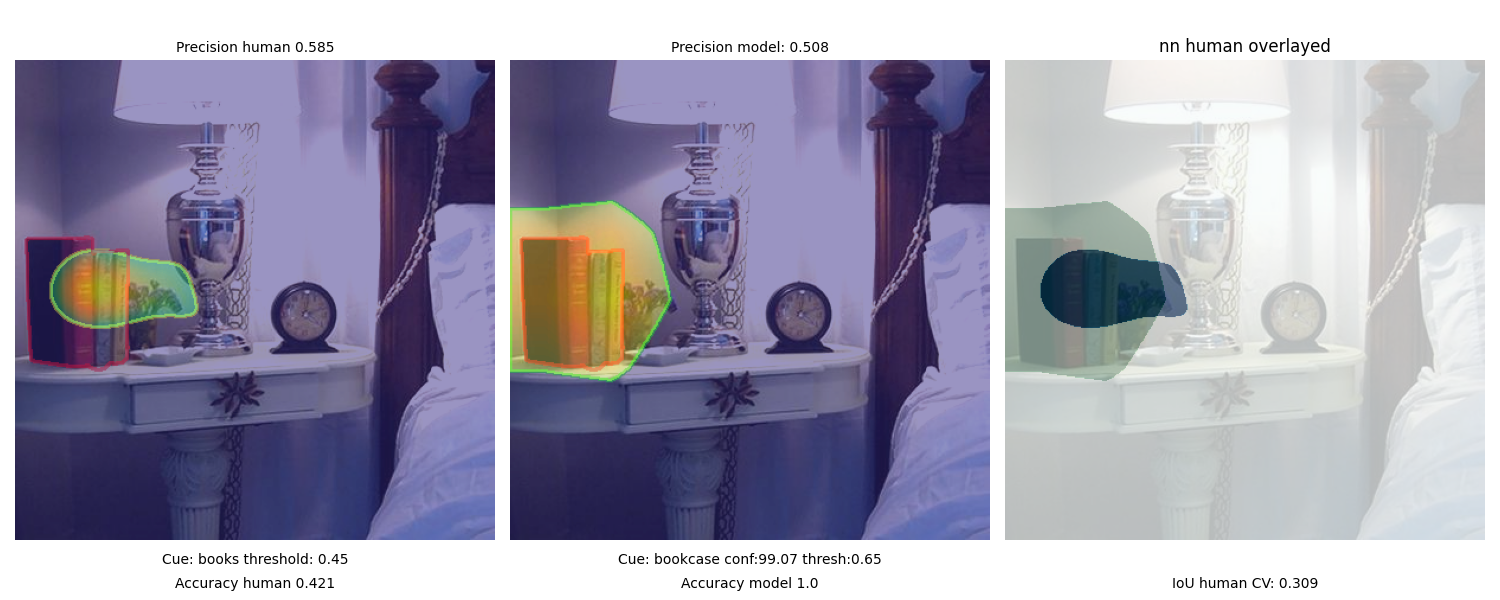 Precision human 0.585
Precision model: 0.508
nn human overlayed
Cue: books threshold: 0.45
Accuracy human 0.421
Cue: bookcase conf:99.07 thresh:0.65
Accuracy model 1.0
IoU human CV: 0.309